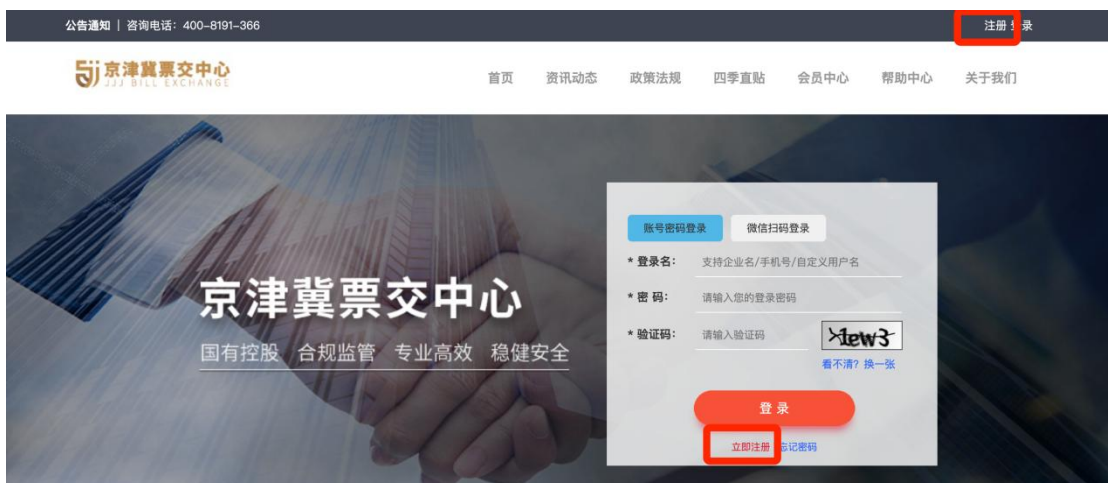 公告通知 | 咨询电话：400-8191-366
注册 登录
京津冀票交中心
JJJ BILL EXCHANGE
首页 资讯动态 政策法规 四季直贴 会员中心 帮助中心 关于我们
账号密码登录 微信扫码登录
* 登录名： 支持企业名/手机号/自定义用户名
* 密 码： 请输入您的登录密码
* 验证码： 请输入验证码
看不清？换一张
登 录
立即注册 忘记密码
京津冀票交中心
国有控股 合规监管 专业高效 稳健安全